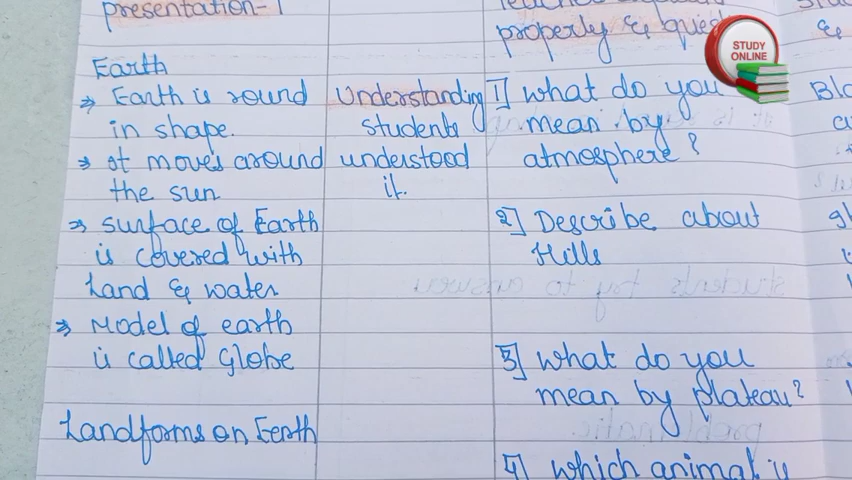 presentation-1
Earth
→ Earth is round
in shape.
→ It moves around
the sun
→ surface of Earth
is covered with
Land & water
→ Model of earth
is called Globe
Landforms on Eerth
Understanding
students
understood
it.
properly &
1] what do you
mean by
atmosphere?
2] Describe about
Hills
3] what do you
mean by plateau?
4] which animal is
STUDY
ONLINE
&